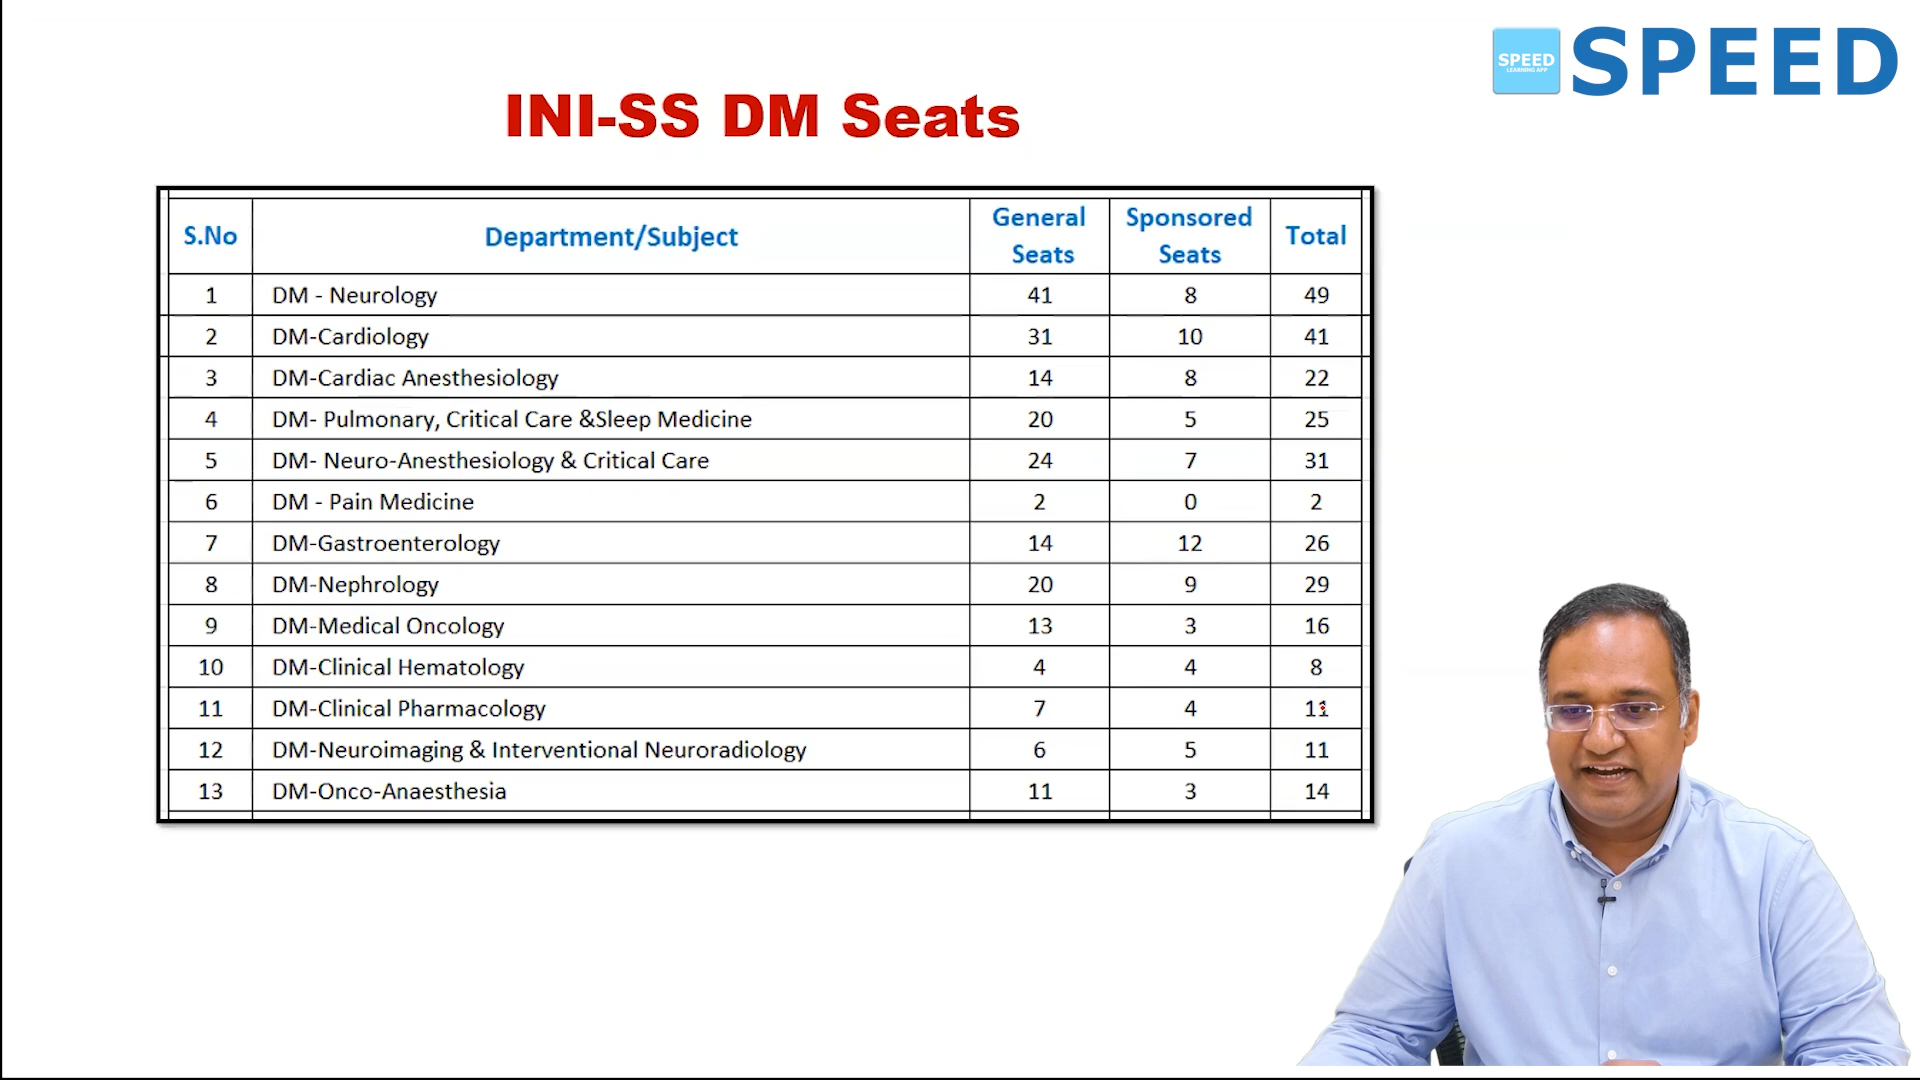 SPEED
LEARNING APP
SPEED
INI-SS DM Seats
S.No Department/Subject General Seats Sponsored Seats Total
1 DM - Neurology 41 8 49
2 DM-Cardiology 31 10 41
3 DM-Cardiac Anesthesiology 14 8 22
4 DM- Pulmonary, Critical Care &Sleep Medicine 20 5 25
5 DM- Neuro-Anesthesiology & Critical Care 24 7 31
6 DM - Pain Medicine 2 0 2
7 DM-Gastroenterology 14 12 26
8 DM-Nephrology 20 9 29
9 DM-Medical Oncology 13 3 16
10 DM-Clinical Hematology 4 4 8
11 DM-Clinical Pharmacology 7 4 11
12 DM-Neuroimaging & Interventional Neuroradiology 6 5 11
13 DM-Onco-Anaesthesia 11 3 14